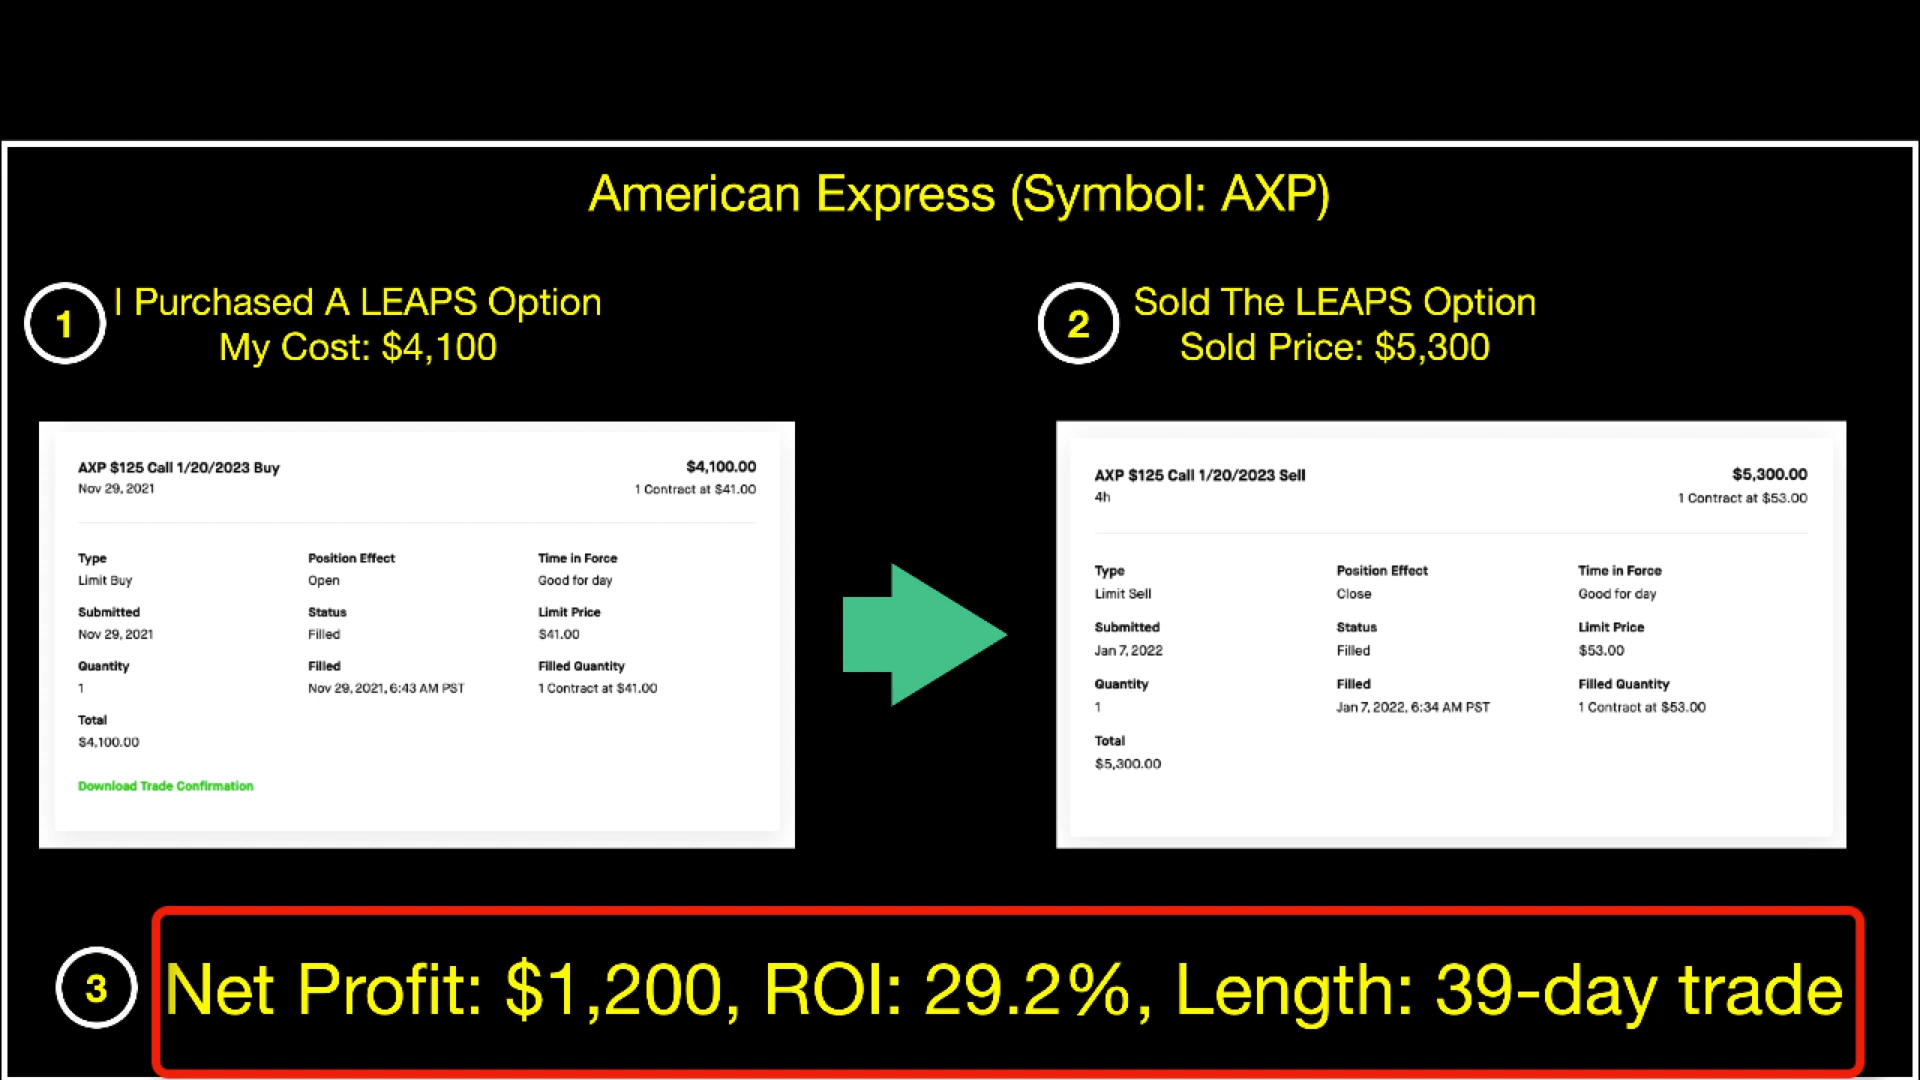 American Express (Symbol: AXP)
1
I Purchased A LEAPS Option
My Cost: $4,100
2
Sold The LEAPS Option
Sold Price: $5,300
AXP $125 Call 1/20/2023 Buy
$4,100.00
Nov 29, 2021
1 Contract at $41.00
Type
Position Effect
Time in Force
Limit Buy
Open
Good for day
Submitted
Status
Limit Price
Nov 29, 2021
Filled
$41.00
Quantity
Filled
Filled Quantity
1
Nov 29, 2021, 6:43 AM PST
1 Contract at $41.00
Total
$4,100.00
Download Trade Confirmation
AXP $125 Call 1/20/2023 Sell
$5,300.00
4h
1 Contract at $53.00
Type
Position Effect
Time in Force
Limit Sell
Close
Good for day
Submitted
Status
Limit Price
Jan 7, 2022
Filled
$53.00
Quantity
Filled
Filled Quantity
1
Jan 7, 2022, 6:34 AM PST
1 Contract at $53.00
Total
$5,300.00
3
Net Profit: $1,200, ROI: 29.2%, Length: 39-day trade